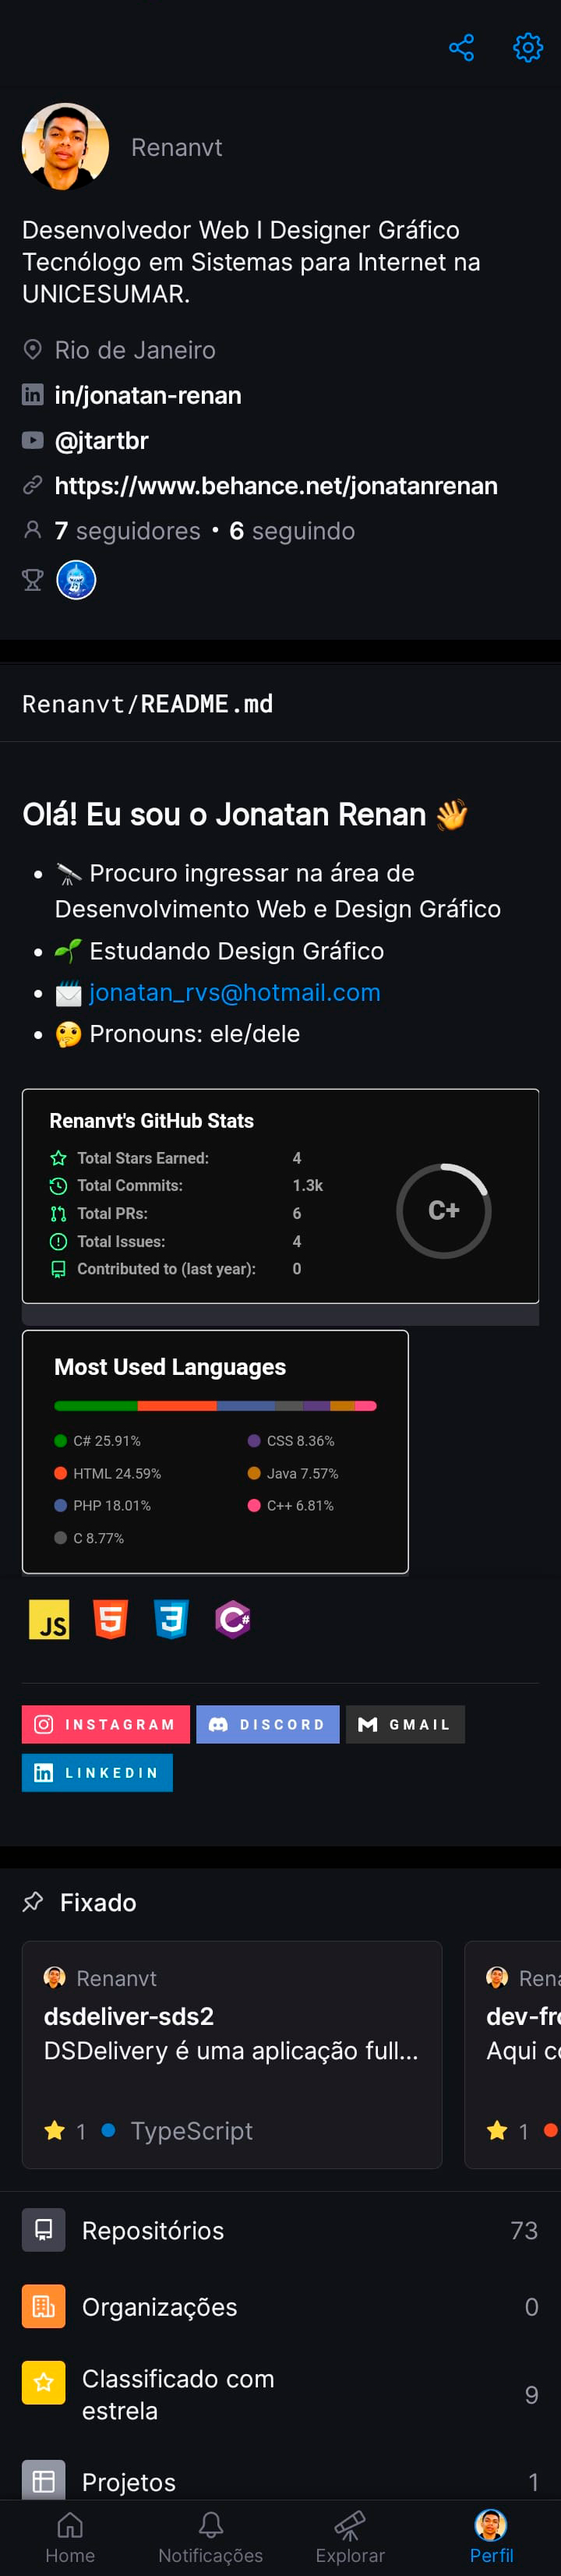 Renanvt
Desenvolvedor Web I Designer Gráfico
Tecnólogo em Sistemas para Internet na
UNICESUMAR.
Rio de Janeiro
in/jonatan-renan
@jtartbr
https://www.behance.net/jonatanrenan
7 seguidores • 6 seguindo
Renanvt/README.md
Olá! Eu sou o Jonatan Renan 👋
🔭 Procuro ingressar na área de
Desenvolvimento Web e Design Gráfico
🌱 Estudando Design Gráfico
📨 jonatan_rvs@hotmail.com
🤔 Pronouns: ele/dele
Renanvt's GitHub Stats
Total Stars Earned: 4
Total Commits: 1.3k
Total PRs: 6
Total Issues: 4
Contributed to (last year): 0
C+
Most Used Languages
C# 25.91% CSS 8.36%
HTML 24.59% Java 7.57%
PHP 18.01% C++ 6.81%
C 8.77%
JS 5 3 C#
INSTAGRAM DISCORD GMAIL
LINKEDIN
Fixado
Renanvt Rena
dsdeliver-sds2 dev-fro
DSDelivery é uma aplicação full... Aqui c
1 TypeScript 1
Repositórios 73
Organizações 0
Classificado com
estrela 9
Projetos 1
Home Notificações Explorar Perfil